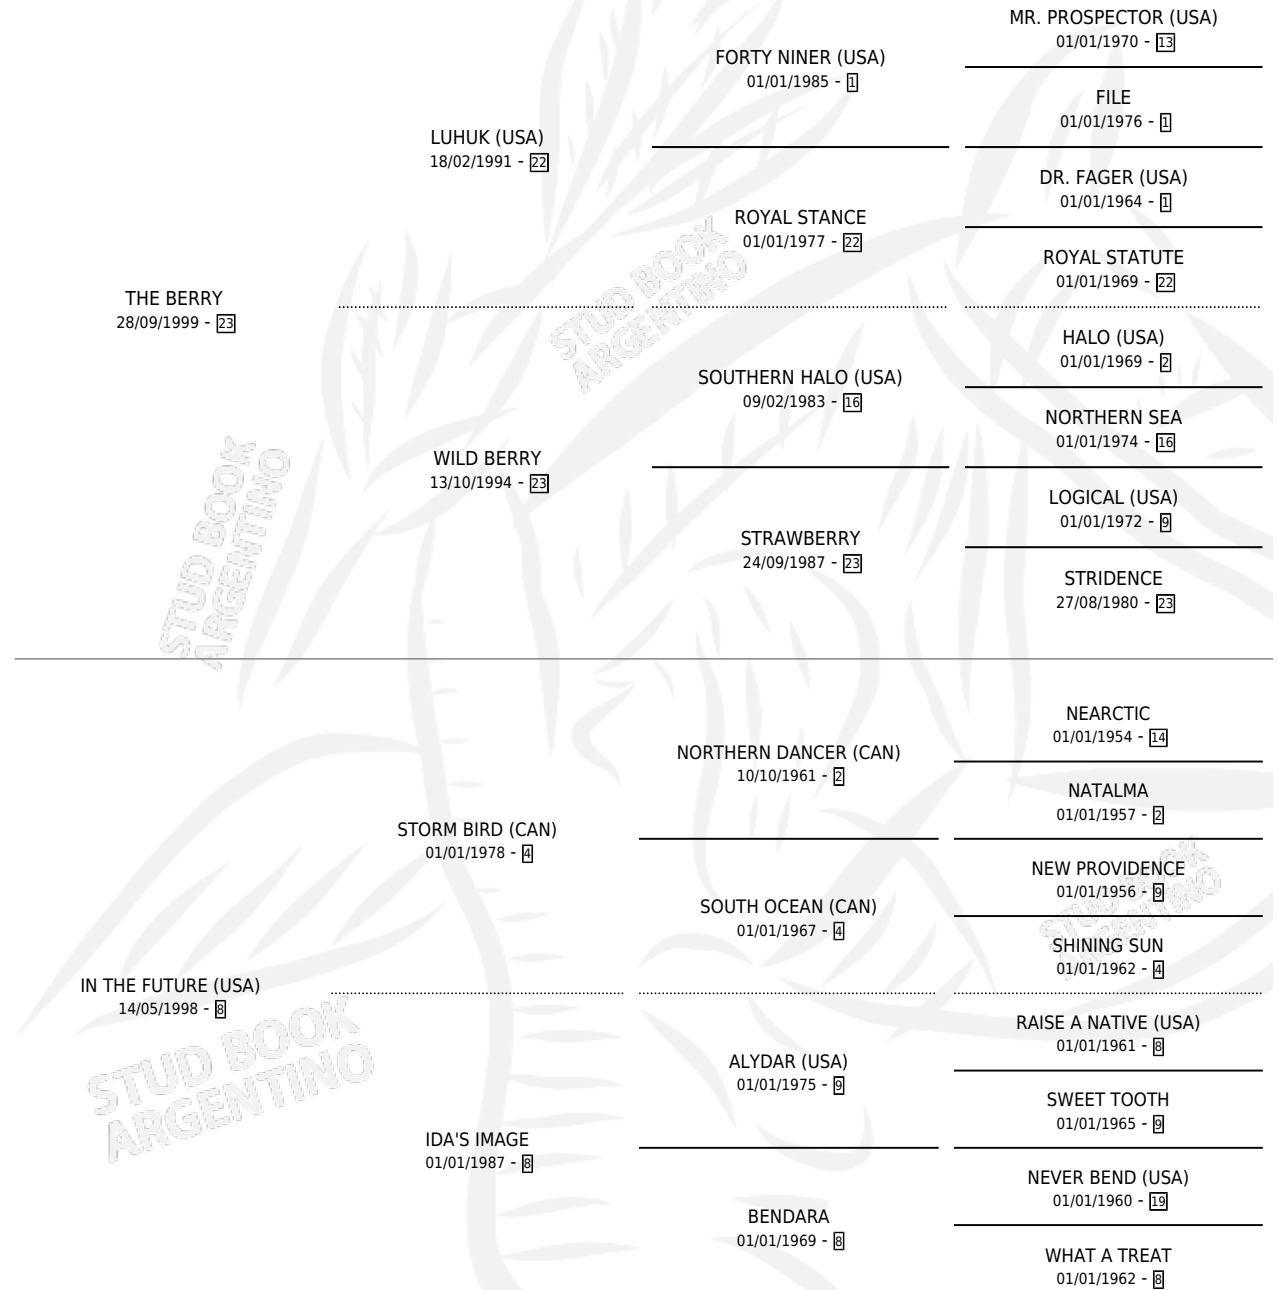 MR. PROSPECTOR (USA)
01/01/1970 - 13
FORTY NINER (USA)
01/01/1985 - 1
FILE
01/01/1976 - 1
LUHUK (USA)
18/02/1991 - 22
DR. FAGER (USA)
01/01/1964 - 1
ROYAL STANCE
01/01/1977 - 22
ROYAL STATUTE
01/01/1969 - 22
THE BERRY
28/09/1999 - 23
STUD BOOK
ARGENTINO
HALO (USA)
01/01/1969 - 2
SOUTHERN HALO (USA)
09/02/1983 - 16
NORTHERN SEA
01/01/1974 - 16
WILD BERRY
13/10/1994 - 23
LOGICAL (USA)
01/01/1972 - 9
STRAWBERRY
24/09/1987 - 23
STRIDENCE
27/08/1980 - 23
STUD BOOK
ARGENTINO
NEARCTIC
01/01/1954 - 14
NORTHERN DANCER (CAN)
10/10/1961 - 2
NATALMA
01/01/1957 - 2
STORM BIRD (CAN)
01/01/1978 - 4
NEW PROVIDENCE
01/01/1956 - 9
SOUTH OCEAN (CAN)
01/01/1967 - 4
SHINING SUN
01/01/1962 - 4
STUD BOOK
ARGENTINO
IN THE FUTURE (USA)
14/05/1998 - 8
RAISE A NATIVE (USA)
01/01/1961 - 8
ALYDAR (USA)
01/01/1975 - 9
SWEET TOOTH
01/01/1965 - 9
STUD BOOK
ARGENTINO
IDA'S IMAGE
01/01/1987 - 8
NEVER BEND (USA)
01/01/1960 - 19
BENDARA
01/01/1969 - 8
WHAT A TREAT
01/01/1962 - 8